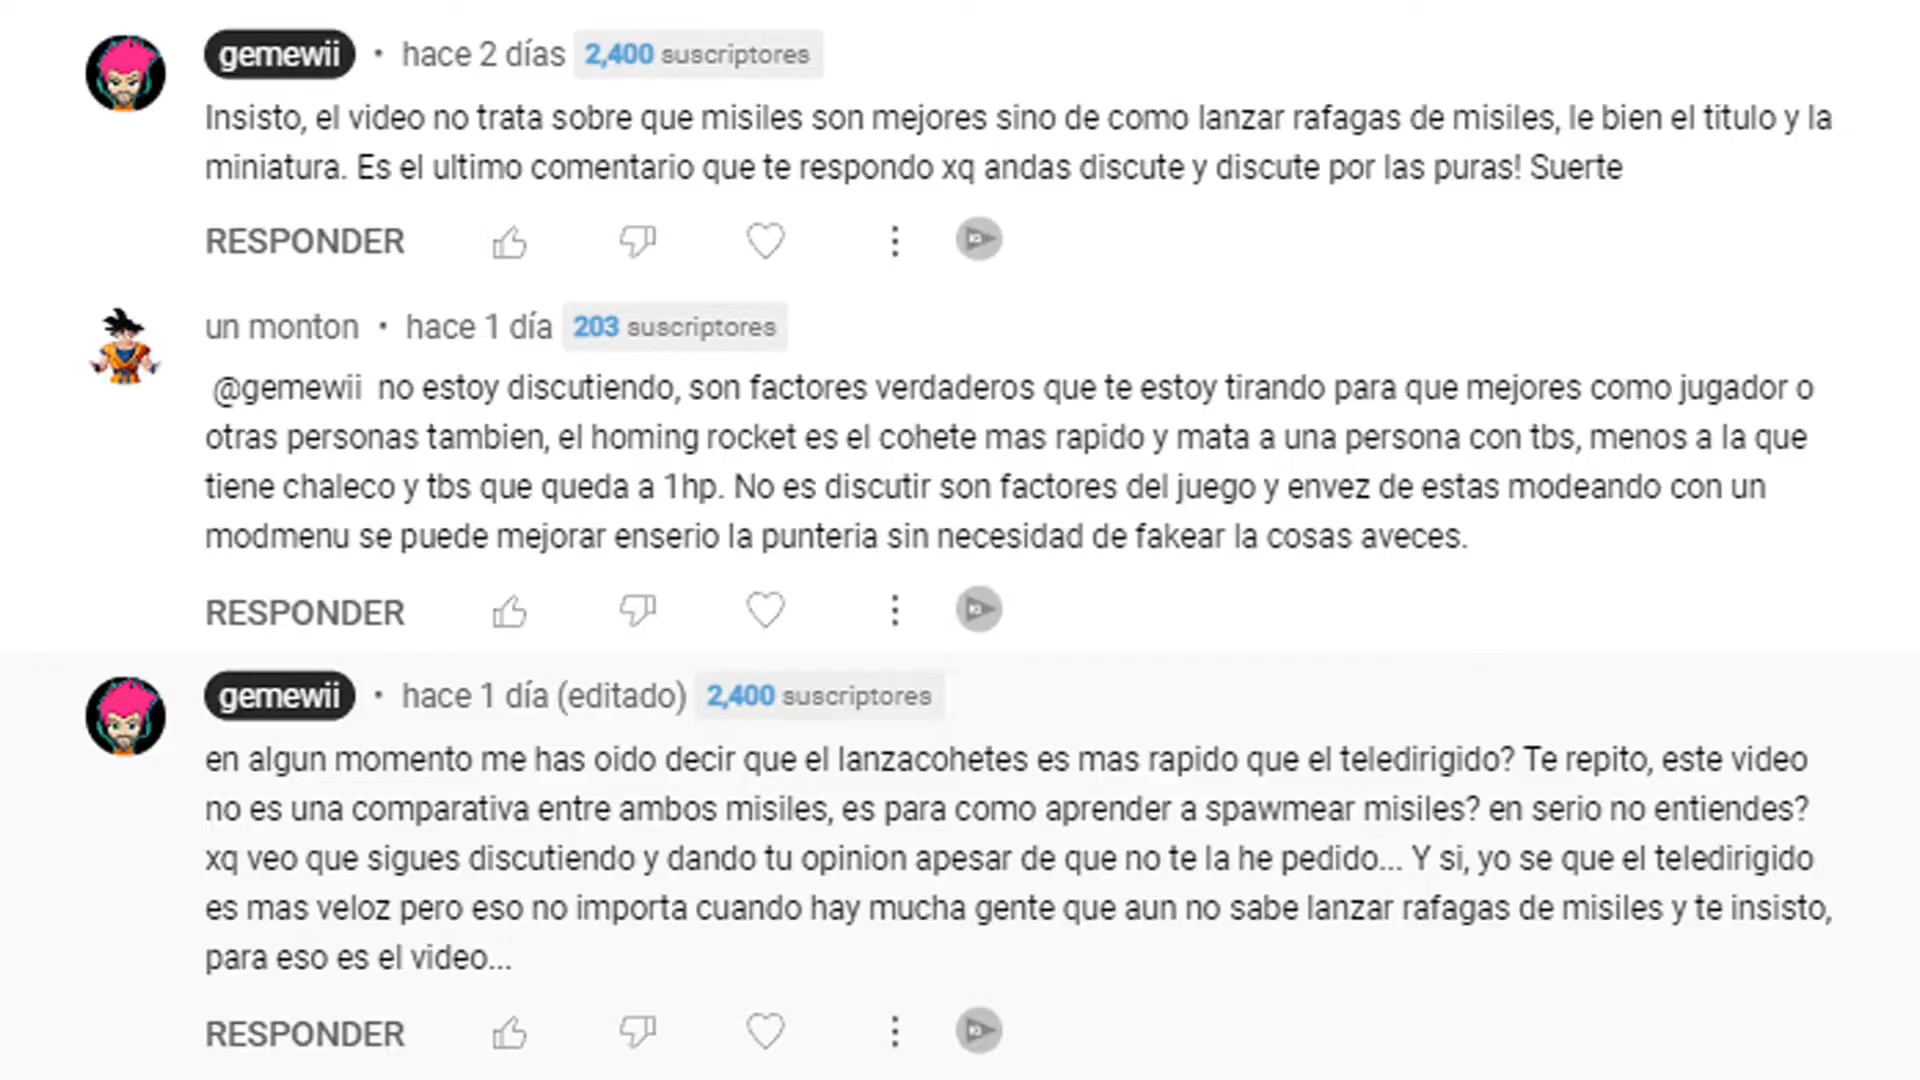 gemewii • hace 2 días 2,400 suscriptores
Insisto, el video no trata sobre que misiles son mejores sino de como lanzar rafagas de misiles, le bien el titulo y la
miniatura. Es el ultimo comentario que te respondo xq andas discute y discute por las puras! Suerte
RESPONDER
un monton • hace 1 día 203 suscriptores
@gemewii no estoy discutiendo, son factores verdaderos que te estoy tirando para que mejores como jugador o
otras personas tambien, el homing rocket es el cohete mas rapido y mata a una persona con tbs, menos a la que
tiene chaleco y tbs que queda a 1hp. No es discutir son factores del juego y envez de estas modeando con un
modmenu se puede mejorar enserio la punteria sin necesidad de fakear la cosas aveces.
RESPONDER
gemewii • hace 1 día (editado) 2,400 suscriptores
en algun momento me has oido decir que el lanzacohetes es mas rapido que el teledirigido? Te repito, este video
no es una comparativa entre ambos misiles, es para como aprender a spawmear misiles? en serio no entiendes?
xq veo que sigues discutiendo y dando tu opinion apesar de que no te la he pedido... Y si, yo se que el teledirigido
es mas veloz pero eso no importa cuando hay mucha gente que aun no sabe lanzar rafagas de misiles y te insisto,
para eso es el video...
RESPONDER